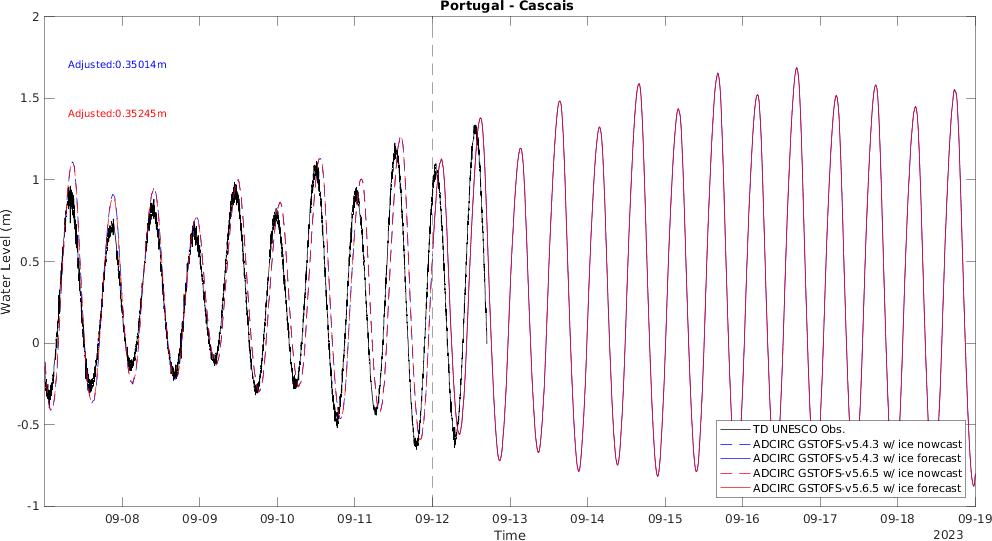 Portugal - Cascais
2
1.5
1
0.5
0
-0.5
-1
Water Level (m)
Adjusted:0.35014m
Adjusted:0.35245m
TD UNESCO Obs.
ADCIRC GSTOFS-v5.4.3 w/ ice nowcast
ADCIRC GSTOFS-v5.4.3 w/ ice forecast
ADCIRC GSTOFS-v5.6.5 w/ ice nowcast
ADCIRC GSTOFS-v5.6.5 w/ ice forecast
09-08 09-09 09-10 09-11 09-12 09-13 09-14 09-15 09-16 09-17 09-18 09-19
Time
2023